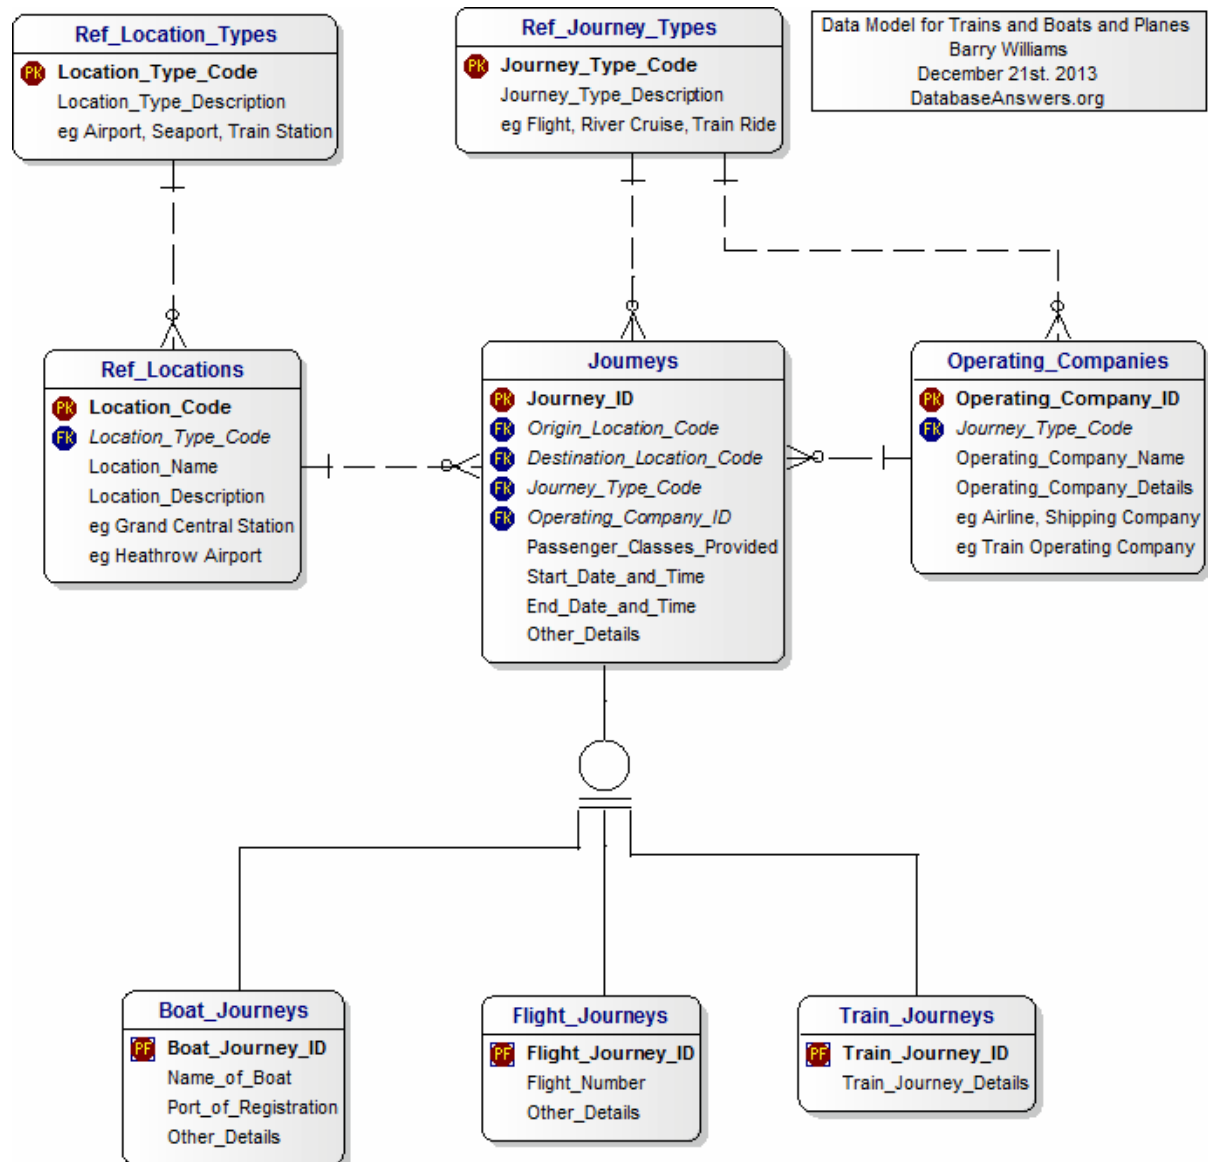 Ref_Location_Types
PK Location_Type_Code
Location_Type_Description
eg Airport, Seaport, Train Station
Ref_Journey_Types
PK Journey_Type_Code
Journey_Type_Description
eg Flight, River Cruise, Train Ride
Data Model for Trains and Boats and Planes
Barry Williams
December 21st. 2013
DatabaseAnswers.org
Ref_Locations
PK Location_Code
FK Location_Type_Code
Location_Name
Location_Description
eg Grand Central Station
eg Heathrow Airport
Journeys
PK Journey_ID
FK Origin_Location_Code
FK Destination_Location_Code
FK Journey_Type_Code
FK Operating_Company_ID
Passenger_Classes_Provided
Start_Date_and_Time
End_Date_and_Time
Other_Details
Operating_Companies
PK Operating_Company_ID
FK Journey_Type_Code
Operating_Company_Name
Operating_Company_Details
eg Airline, Shipping Company
eg Train Operating Company
Boat_Journeys
PF Boat_Journey_ID
Name_of_Boat
Port_of_Registration
Other_Details
Flight_Journeys
PF Flight_Journey_ID
Flight_Number
Other_Details
Train_Journeys
PF Train_Journey_ID
Train_Journey_Details